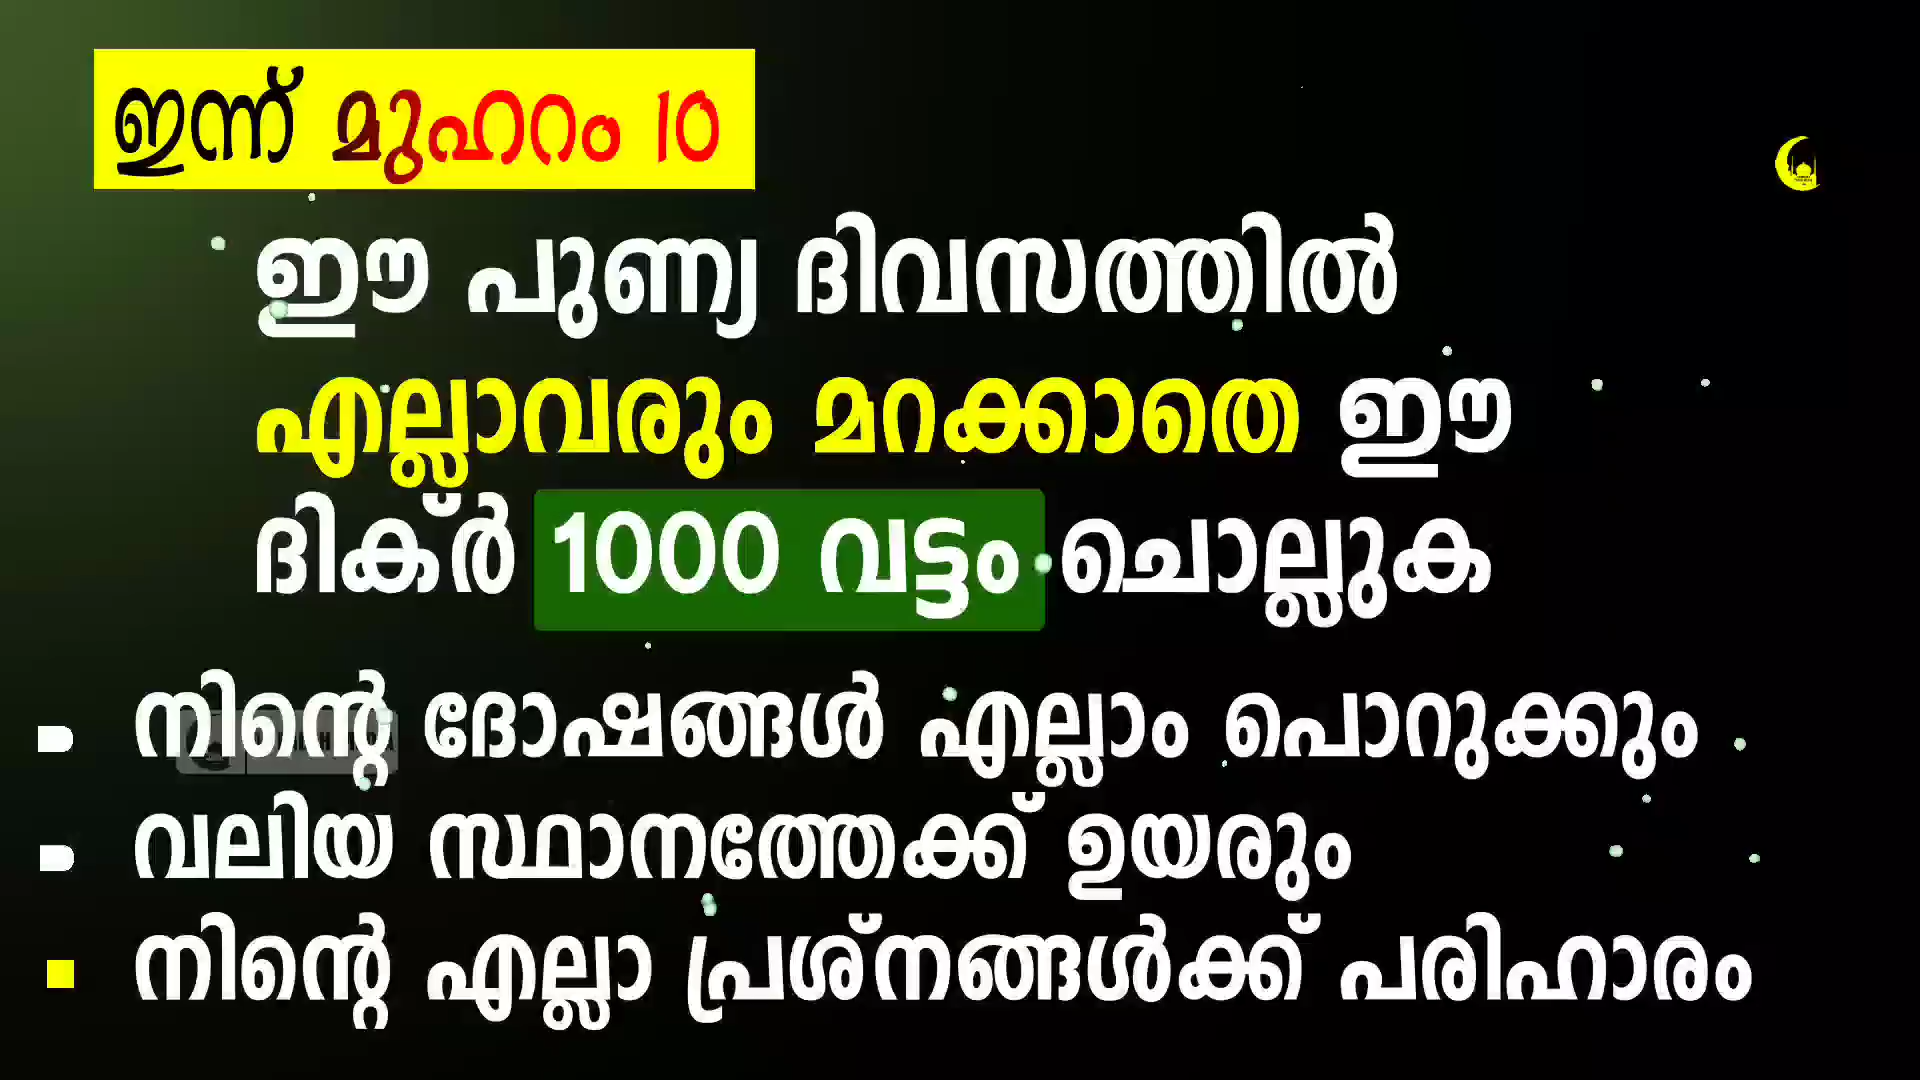 ഇന്ന് മുഹറം 10
ഈ പുണ്യ ദിവസത്തിൽ
എല്ലാവരും മറക്കാതെ ഈ
ദിക്ർ 1000 വട്ടം ചൊല്ലുക
നിന്റെ ദോഷങ്ങൾ എല്ലാം പൊറുക്കും
വലിയ സ്ഥാനത്തേക്ക് ഉയരും
നിന്റെ എല്ലാ പ്രശ്നങ്ങൾക്ക് പരിഹാരം